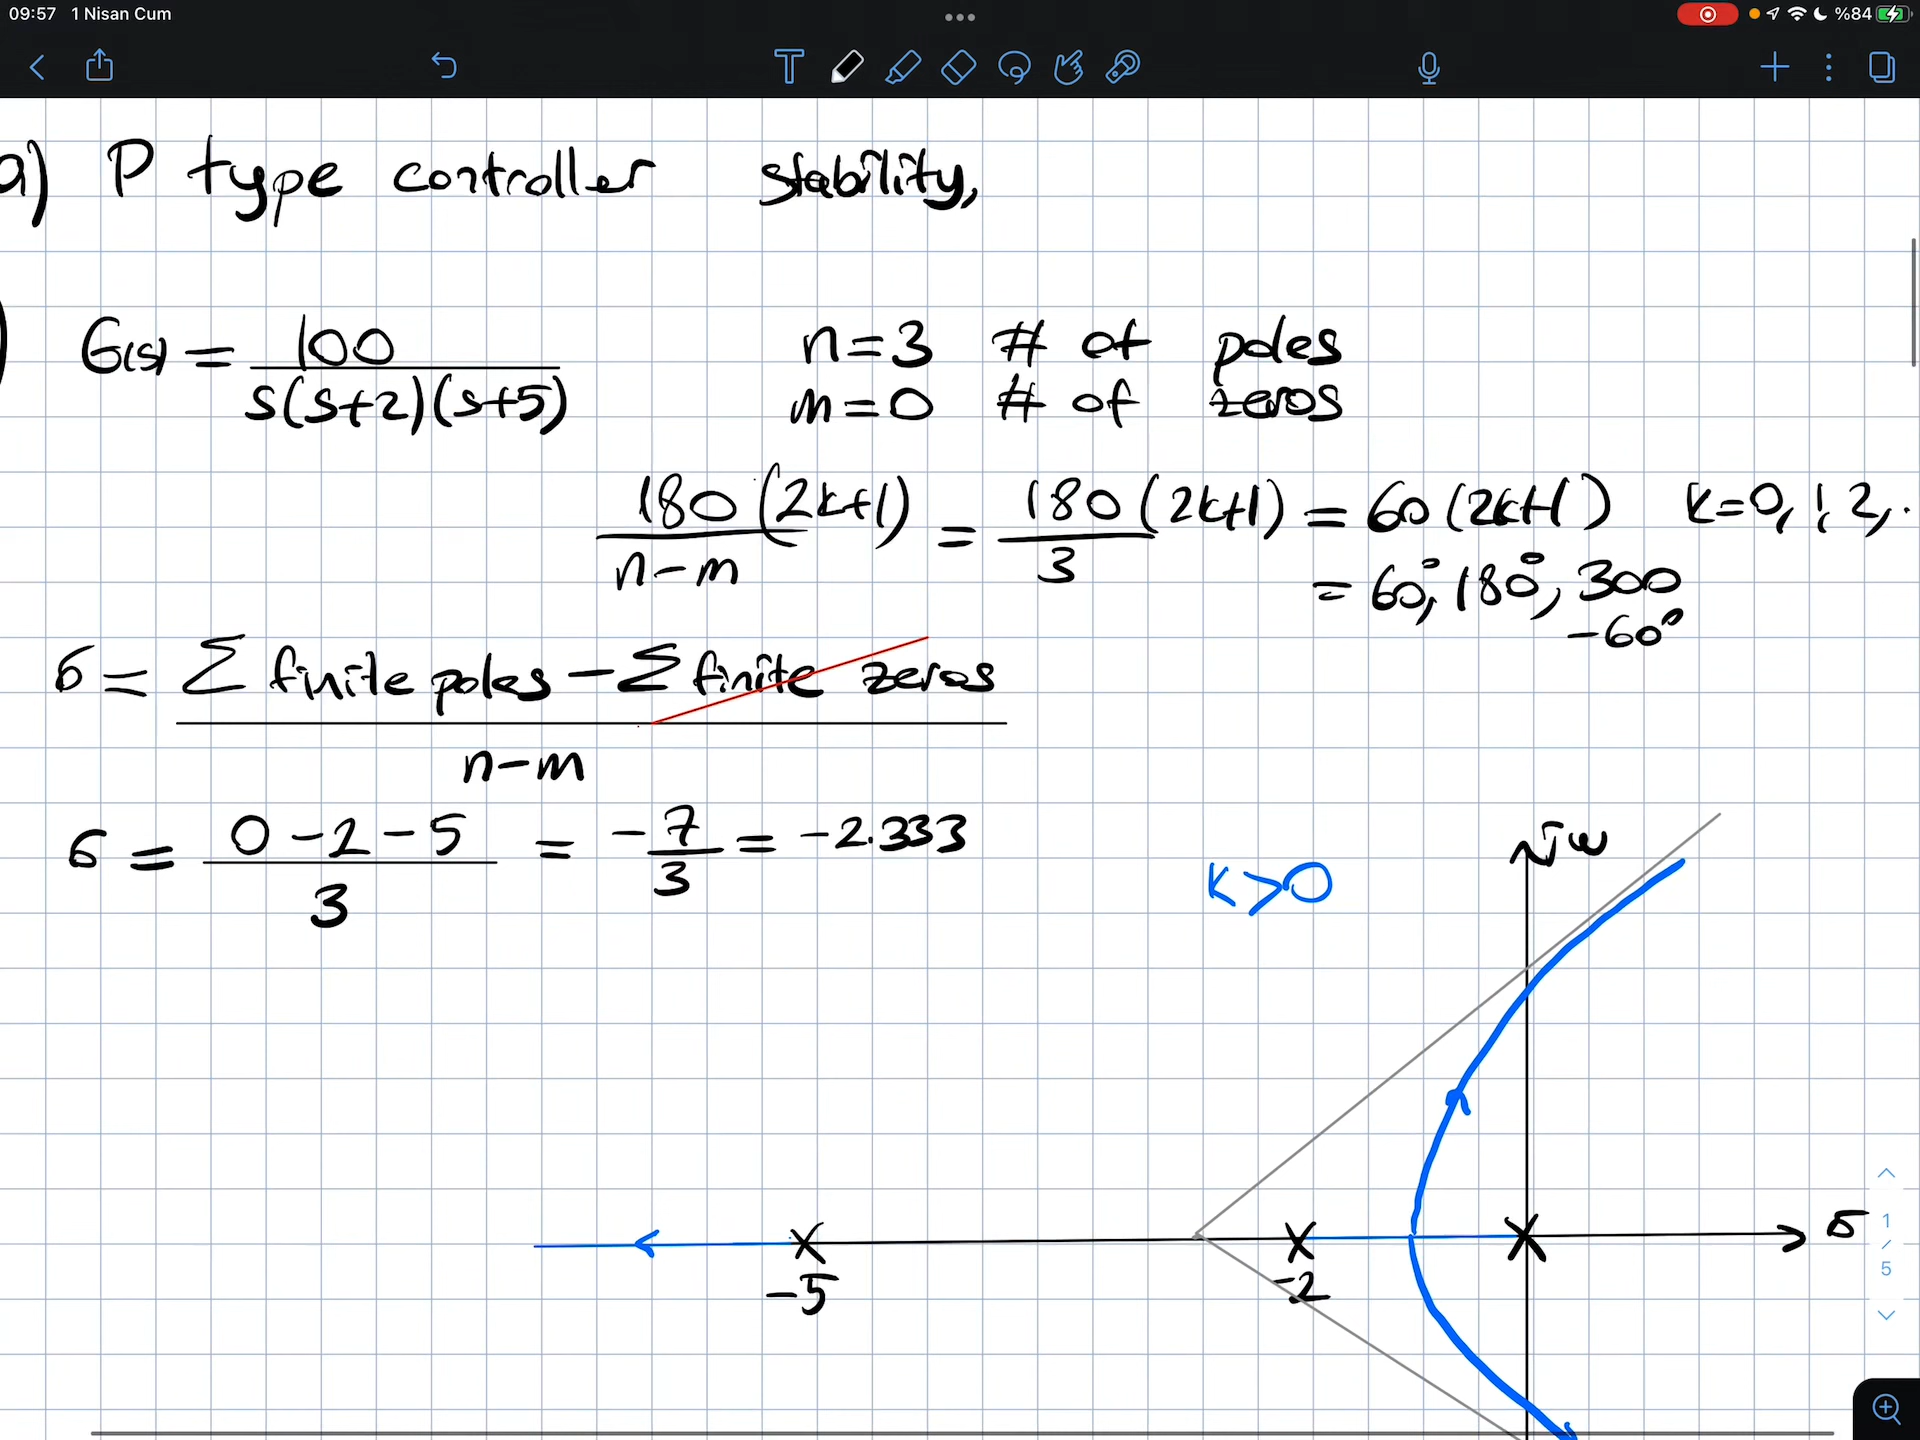 09:57 1 Nisan Cum
%84
a) P type controller stability,
G(s) = 100 / s(s+2)(s+5)
n=3 # of poles
m=0 # of zeros
180(2k+1) / n-m = 180(2k+1) / 3 = 60(2k+1) k=0,1,2,.
= 60°, 180°, 300
-60°
σ = Σ finite poles - Σ finite zeros / n-m
σ = 0-2-5 / 3 = -7/3 = -2.333
jω
k>0
σ
-5
-2
1 / 5